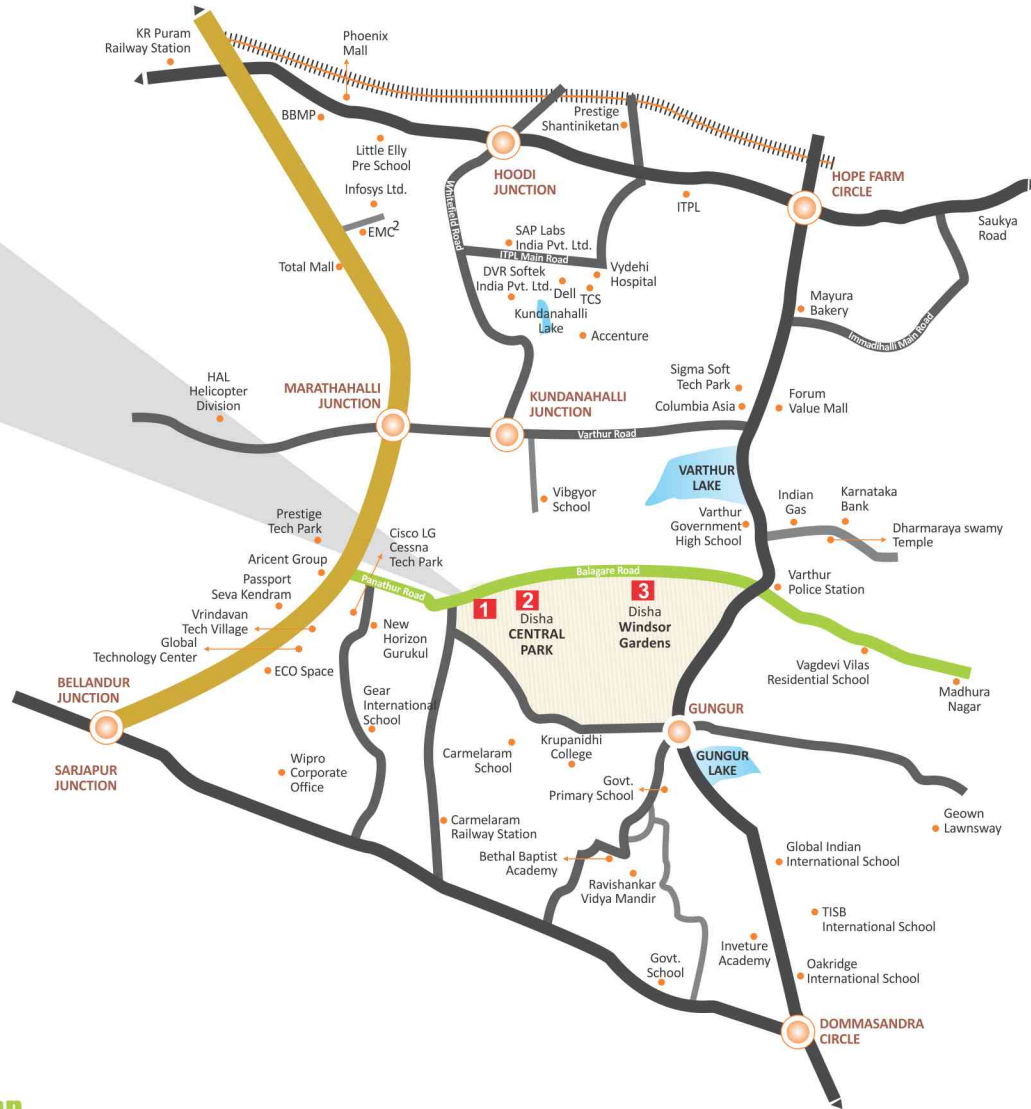 KR Puram
Railway Station
Phoenix
Mall
BBMP
Little Elly
Pre School
Infosys Ltd.
EMC2
Total Mall
Prestige
Shantiniketan
HOODI
JUNCTION
HOPE FARM
CIRCLE
ITPL
Saukya
Road
Whitefield Road
SAP Labs
India Pvt. Ltd.
ITPL Main Road
DVR Softek
India Pvt. Ltd.
Dell
TCS
Vydehi
Hospital
Kundanahalli
Lake
Accenture
Mayura
Bakery
Immadihalli Main Road
HAL
Helicopter
Division
MARATHAHALLI
JUNCTION
KUNDANAHALLI
JUNCTION
Sigma Soft
Tech Park
Columbia Asia
Forum
Value Mall
Varthur Road
VARTHUR
LAKE
Vibgyor
School
Varthur
Government
High School
Indian
Gas
Karnataka
Bank
Dharmaraya swamy
Temple
Prestige
Tech Park
Cisco LG
Cessna
Tech Park
Aricent Group
Passport
Seva Kendram
Panathur Road
Balagare Road
Varthur
Police Station
1
2
Disha
CENTRAL
PARK
3
Disha
Windsor
Gardens
Vrindavan
Tech Village
Global
Technology Center
New
Horizon
Gurukul
ECO Space
Vagdevi Vilas
Residential School
Madhura
Nagar
BELLANDUR
JUNCTION
SARJAPUR
JUNCTION
Gear
International
School
GUNGUR
GUNGUR
LAKE
Wipro
Corporate
Office
Carmelaram
School
Krupanidhi
College
Govt.
Primary School
Geown
Lawnsway
Carmelaram
Railway Station
Bethal Baptist
Academy
Ravishankar
Vidya Mandir
Global Indian
International School
TISB
International School
Inveture
Academy
Govt.
School
Oakridge
International School
DOMMASANDRA
CIRCLE